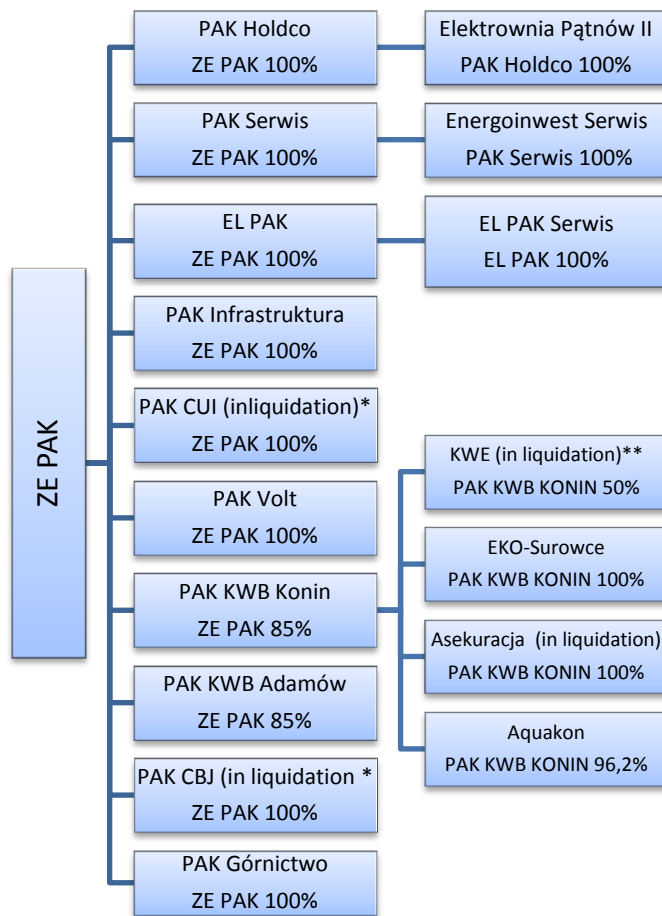 ZE PAK
PAK Holdco
ZE PAK 100%
Elektrownia Pątnów II
PAK Holdco 100%
PAK Serwis
ZE PAK 100%
Energoinwest Serwis
PAK Serwis 100%
EL PAK
ZE PAK 100%
EL PAK Serwis
EL PAK 100%
PAK Infrastruktura
ZE PAK 100%
PAK CUI (inliquidation)*
ZE PAK 100%
PAK Volt
ZE PAK 100%
PAK KWB Konin
ZE PAK 85%
KWE (in liquidation)**
PAK KWB KONIN 50%
EKO-Surowce
PAK KWB KONIN 100%
Asekuracja (in liquidation)
PAK KWB KONIN 100%
Aquakon
PAK KWB KONIN 96,2%
PAK KWB Adamów
ZE PAK 85%
PAK CBJ (in liquidation *
ZE PAK 100%
PAK Górnictwo
ZE PAK 100%